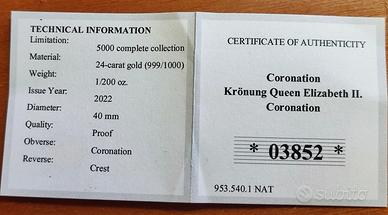 TECHNICAL INFORMATION
Limitation:
5000 complete collection
Material:
24-carat gold (999/1000)
Weight:
1/200 oz.
Issue Year:
2022
Diameter:
40 mm
Quality:
Proof
Obverse:
Coronation
Reverse:
Crest
CERTIFICATE OF AUTHENTICITY
Coronation
Krönung Queen Elizabeth II.
Coronation
* 03852 *
953.540.1 NAT
subito